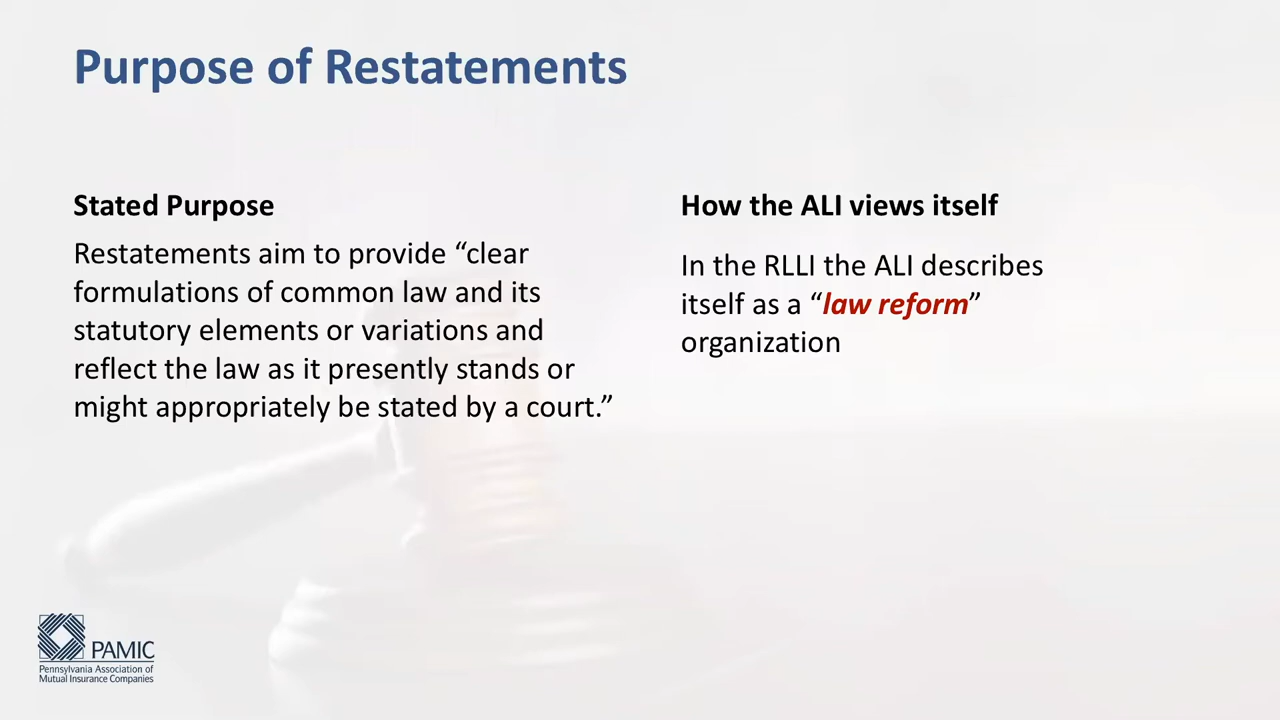 Purpose of Restatements
Stated Purpose
Restatements aim to provide “clear
formulations of common law and its
statutory elements or variations and
reflect the law as it presently stands or
might appropriately be stated by a court.”
How the ALI views itself
In the RLLI the ALI describes
itself as a “law reform”
organization
PAMIC
Pennsylvania Association of
Mutual Insurance Companies